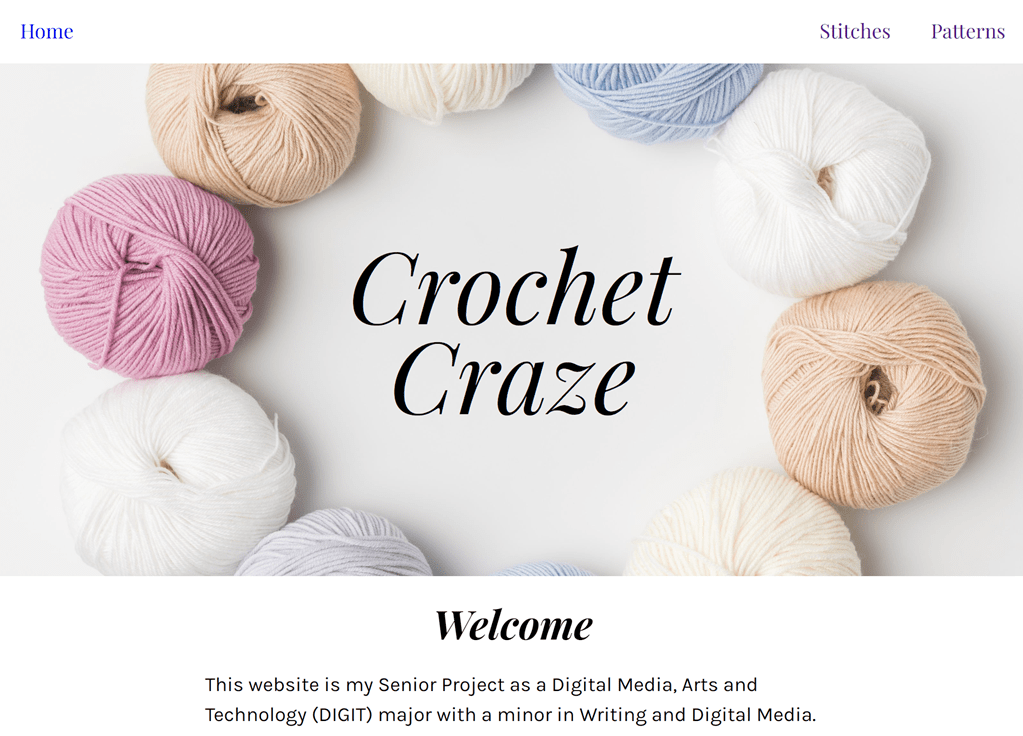 Home
Stitches
Patterns
Crochet
Craze
Welcome
This website is my Senior Project as a Digital Media, Arts and
Technology (DIGIT) major with a minor in Writing and Digital Media.